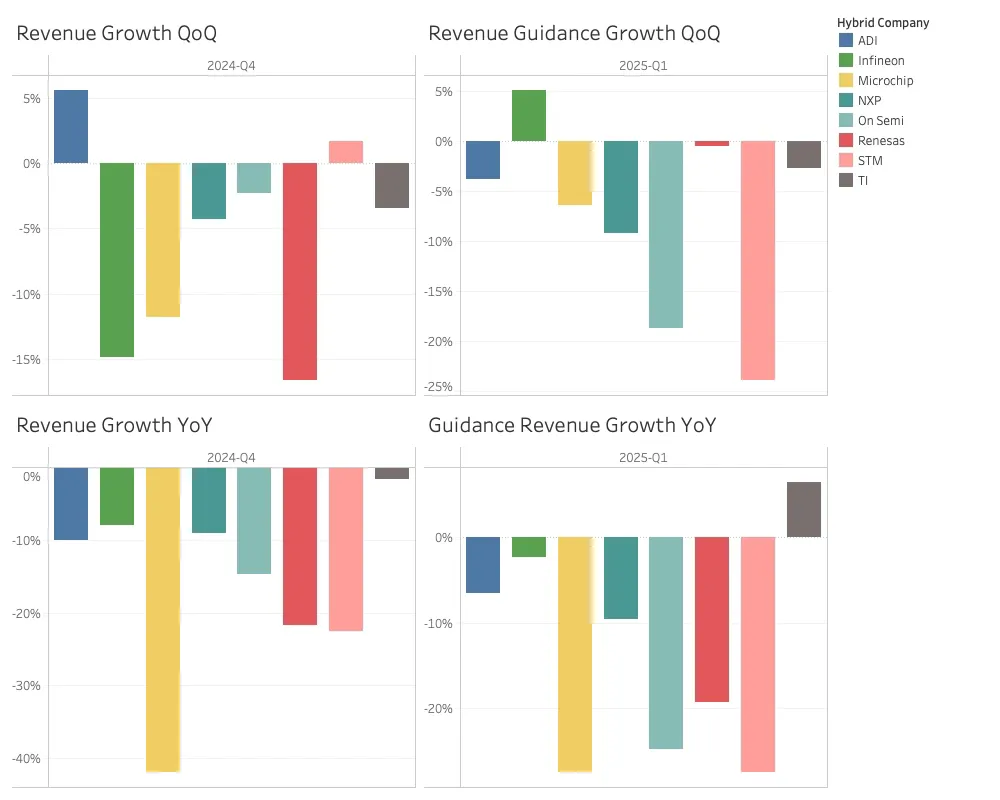 Revenue Growth QoQ
2024-Q4
5%
0%
-5%
-10%
-15%
Revenue Guidance Growth QoQ
2025-Q1
5%
0%
-5%
-10%
-15%
-20%
-25%
Hybrid Company
ADI
Infineon
Microchip
NXP
On Semi
Renesas
STM
TI
Revenue Growth YoY
2024-Q4
0%
-10%
-20%
-30%
-40%
Guidance Revenue Growth YoY
2025-Q1
0%
-10%
-20%